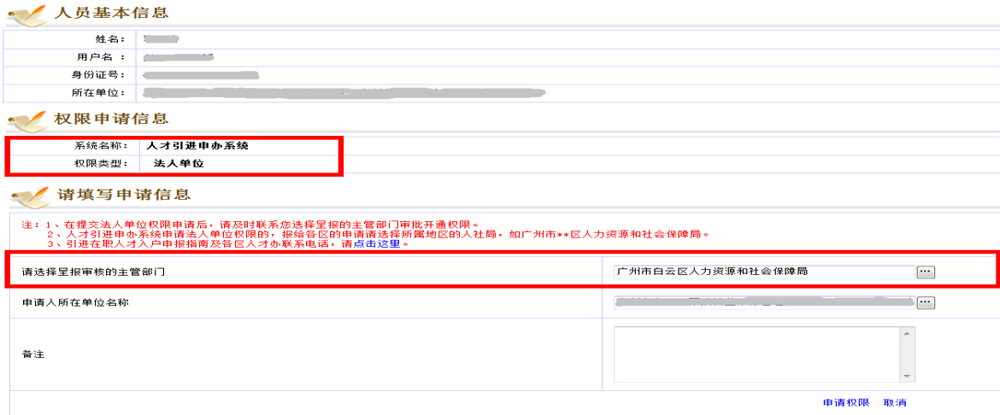 人员基本信息
姓名：
用户名 ：
身份证号：
所在单位：
权限申请信息
系统名称： 人才引进申办系统
权限类型： 法人单位
请填写申请信息
注：1、在提交法人单位权限申请后，请及时联系您选择呈报的主管部门审批开通权限。
2、人才引进申办系统申请法人单位权限的，报给各区的申请请选择所属地区的人社局，如广州市**区人力资源和社会保障局。
3、引进在职人才入户申报指南及各区人才办联系电话，请点击这里。
请选择呈报审核的主管部门 广州市白云区人力资源和社会保障局 ...
申请人所在单位名称 ...
备注
申请权限 取消